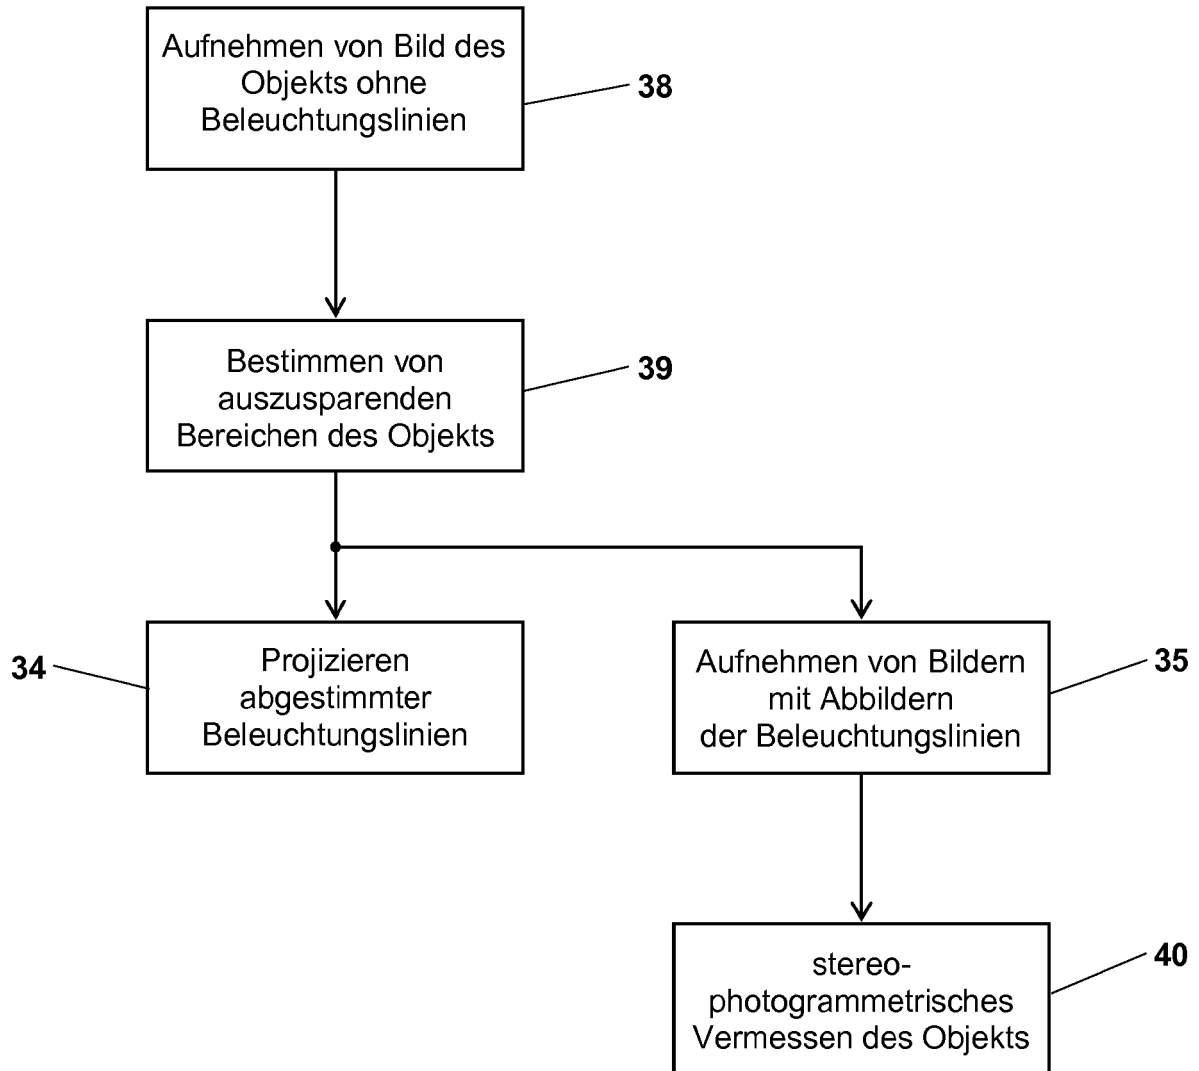 Aufnehmen von Bild des
Objekts ohne
Beleuchtungslinien
38
Bestimmen von
auszusparenden
Bereichen des Objekts
39
34
Projizieren
abgestimmter
Beleuchtungslinien
Aufnehmen von Bildern
mit Abbildern
der Beleuchtungslinien
35
stereo-
photogrammetrisches
Vermessen des Objekts
40